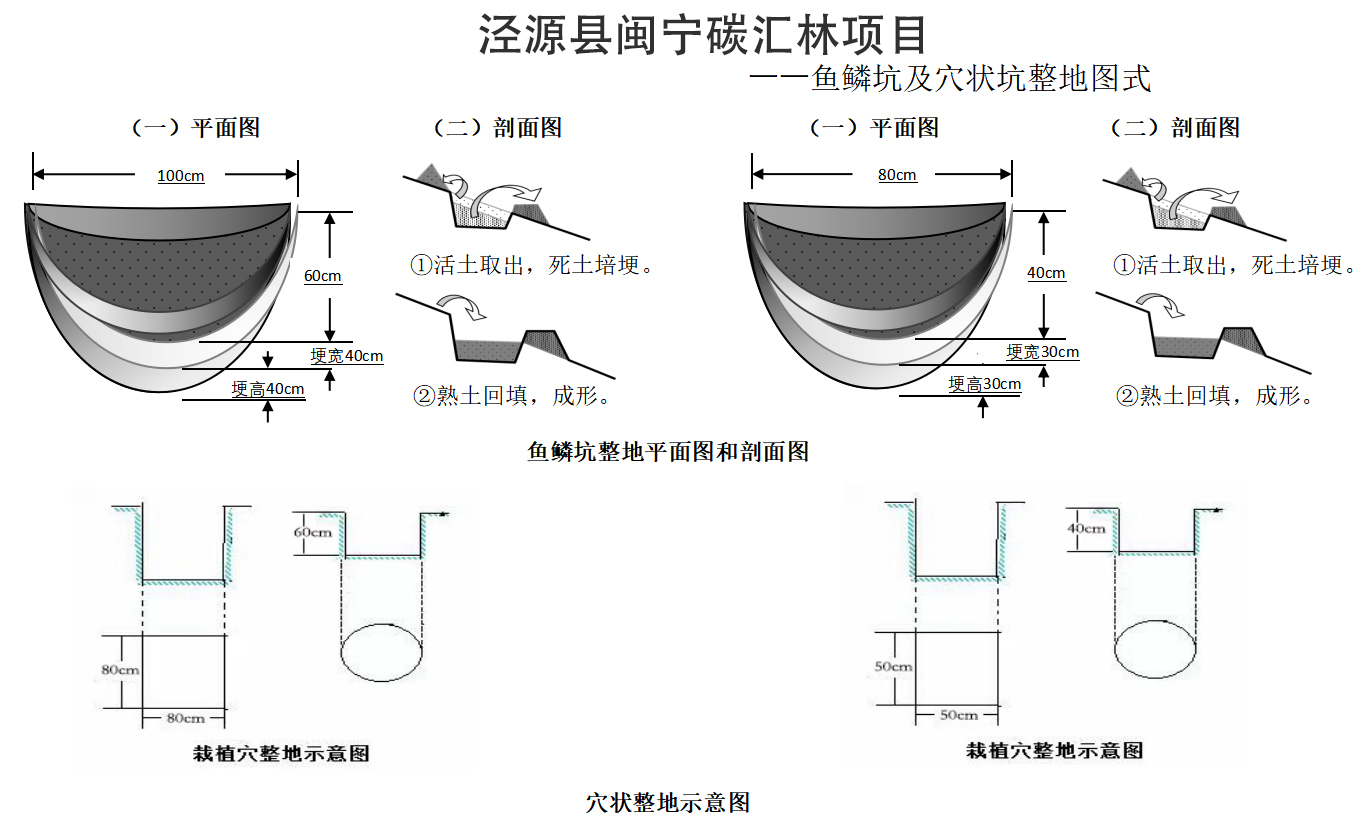 泾源县闽宁碳汇林项目
——鱼鳞坑及穴状坑整地图式
（一）平面图
（二）剖面图
（一）平面图
（二）剖面图
100cm
60cm
埂宽40cm
埂高40cm
①活土取出，死土培埂。
②熟土回填，成形。
80cm
40cm
埂宽30cm
埂高30cm
①活土取出，死土培埂。
②熟土回填，成形。
鱼鳞坑整地平面图和剖面图
60cm
80cm
80cm
栽植穴整地示意图
40cm
50cm
50cm
栽植穴整地示意图
穴状整地示意图